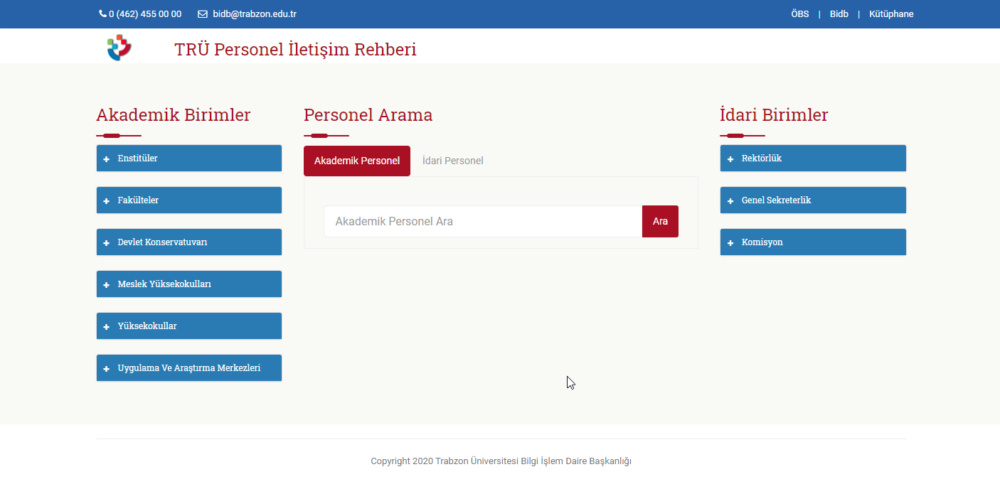 0 (462) 455 00 00 bidb@trabzon.edu.tr ÖBS | Bidb | Kütüphane
TRÜ Personel İletişim Rehberi
Akademik Birimler
Enstitüler
Fakülteler
Devlet Konservatuvarı
Meslek Yüksekokulları
Yüksekokullar
Uygulama Ve Araştırma Merkezleri
Personel Arama
Akademik Personel İdari Personel
Akademik Personel Ara Ara
İdari Birimler
Rektörlük
Genel Sekreterlik
Komisyon
Copyright 2020 Trabzon Üniversitesi Bilgi İşlem Daire Başkanlığı